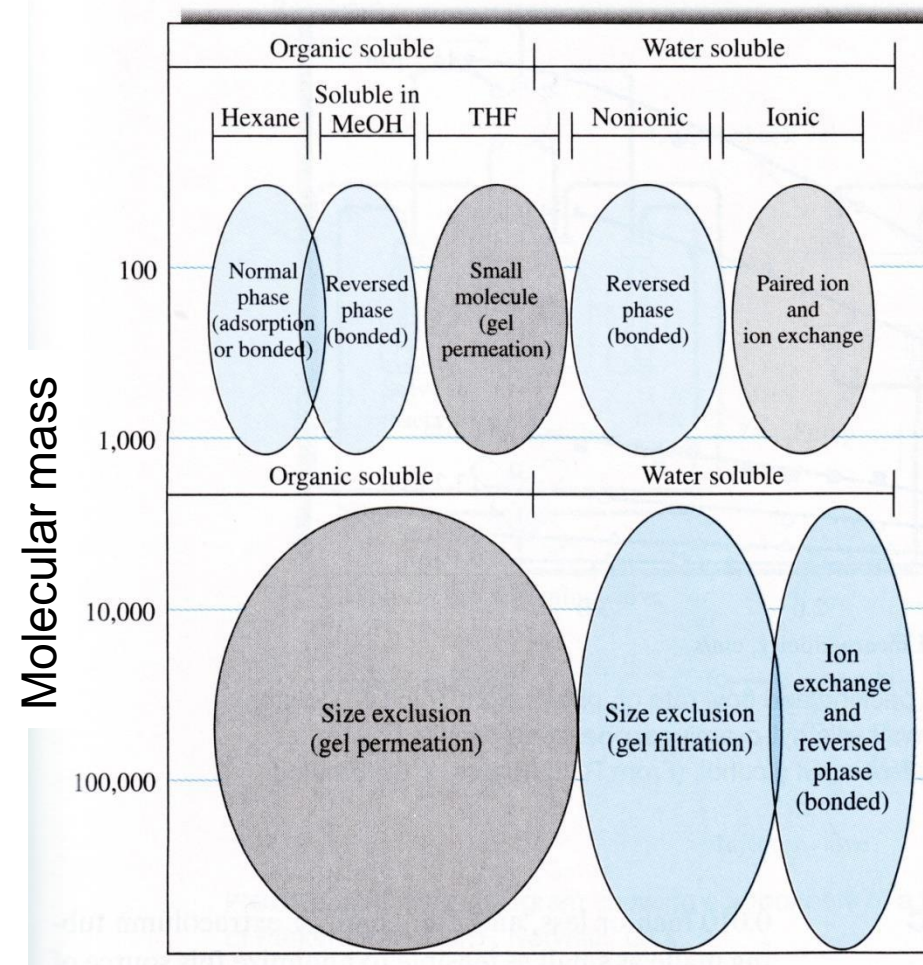 Organic soluble
Water soluble
Hexane
Soluble in
MeOH
THF
Nonionic
Ionic
100
Normal
phase
(adsorption
or bonded)
Reversed
phase
(bonded)
Small
molecule
(gel
permeation)
Reversed
phase
(bonded)
Paired ion
and
ion exchange
1,000
Molecular mass
Organic soluble
Water soluble
10,000
Size exclusion
(gel permeation)
Size exclusion
(gel filtration)
Ion
exchange
and
reversed
phase
(bonded)
100,000